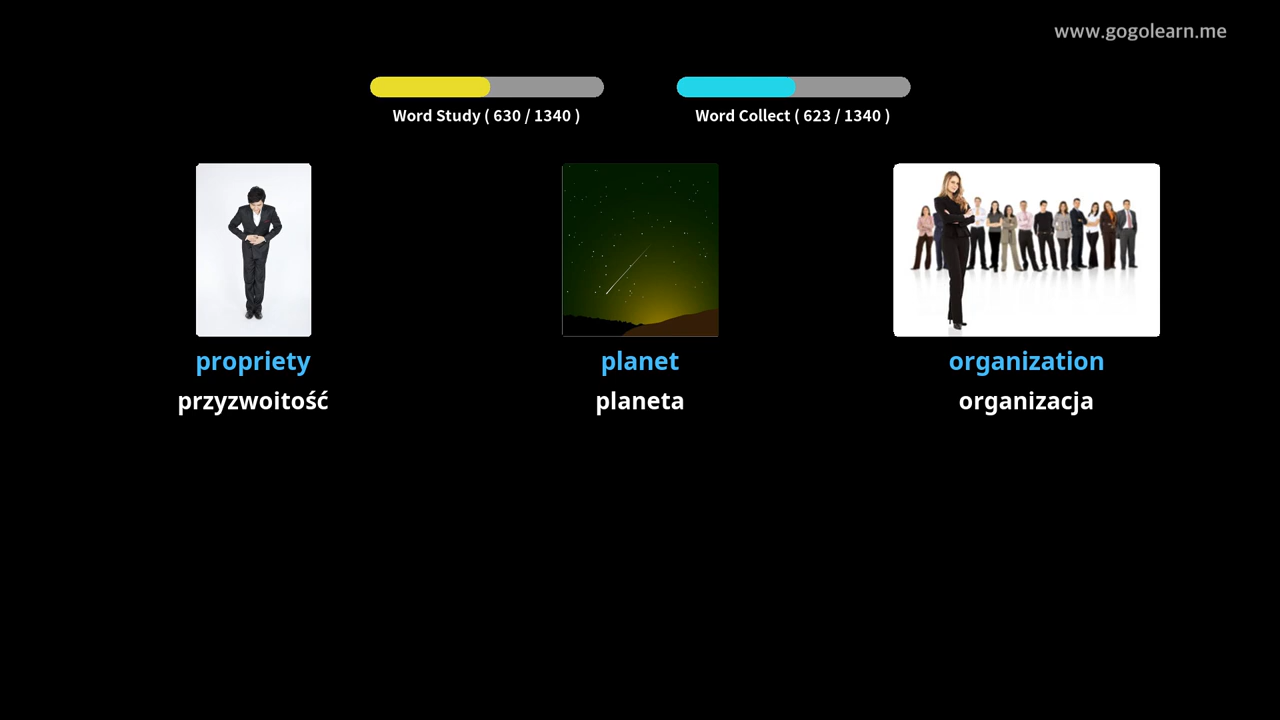 www.gogolearn.me
Word Study ( 630 / 1340 )
Word Collect ( 623 / 1340 )
propriety
planet
organization
przyzwoitość
planeta
organizacja